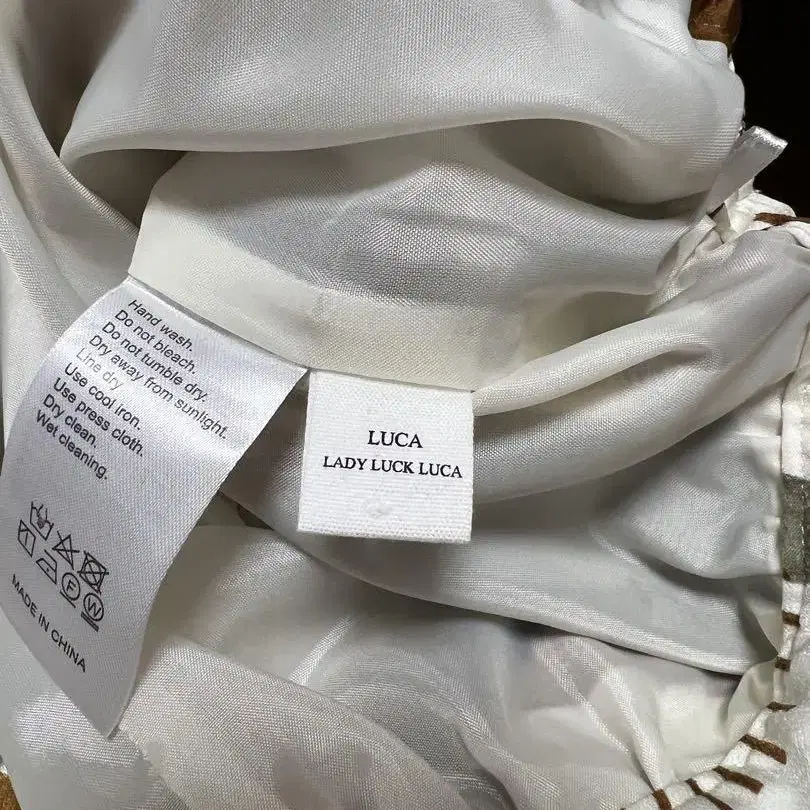 Hand wash.
Do not bleach.
Do not tumble dry.
Dry away from sunlight.
Line dry
Use cool iron.
Use press cloth.
Dry clean.
Wet cleaning.
F
W
MADE IN CHINA
LUCA
LADY LUCK LUCA